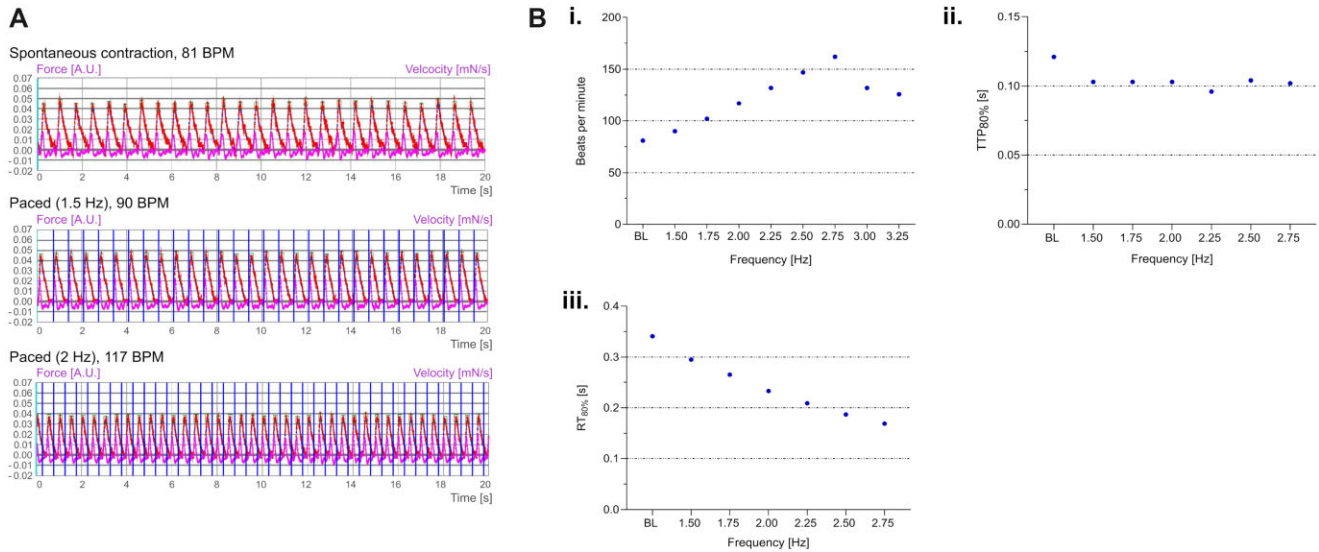 A
Spontaneous contraction, 81 BPM
Force [A.U.] Velcocity [mN/s]
0.07
0.06
0.05
0.04
0.03
0.02
0.01
0.00
-0.01
-0.02
0 2 4 6 8 10 12 14 16 18 20
Time [s]
Paced (1.5 Hz), 90 BPM
Force [A.U.] Velocity [mN/s]
0.07
0.06
0.05
0.04
0.03
0.02
0.01
0.00
-0.01
-0.02
0 2 4 6 8 10 12 14 16 18 20
Time [s]
Paced (2 Hz), 117 BPM
Force [A.U.] Velocity [mN/s]
0.07
0.06
0.05
0.04
0.03
0.02
0.01
0.00
-0.01
-0.02
0 2 4 6 8 10 12 14 16 18 20
Time [s]
B
i.
Beats per minute
200
150
100
50
0
BL 1.50 1.75 2.00 2.25 2.50 2.75 3.00 3.25
Frequency [Hz]
ii.
TTP80% [s]
0.15
0.10
0.05
0.00
BL 1.50 1.75 2.00 2.25 2.50 2.75
Frequency [Hz]
iii.
RT80% [s]
0.4
0.3
0.2
0.1
0.0
BL 1.50 1.75 2.00 2.25 2.50 2.75
Frequency [Hz]